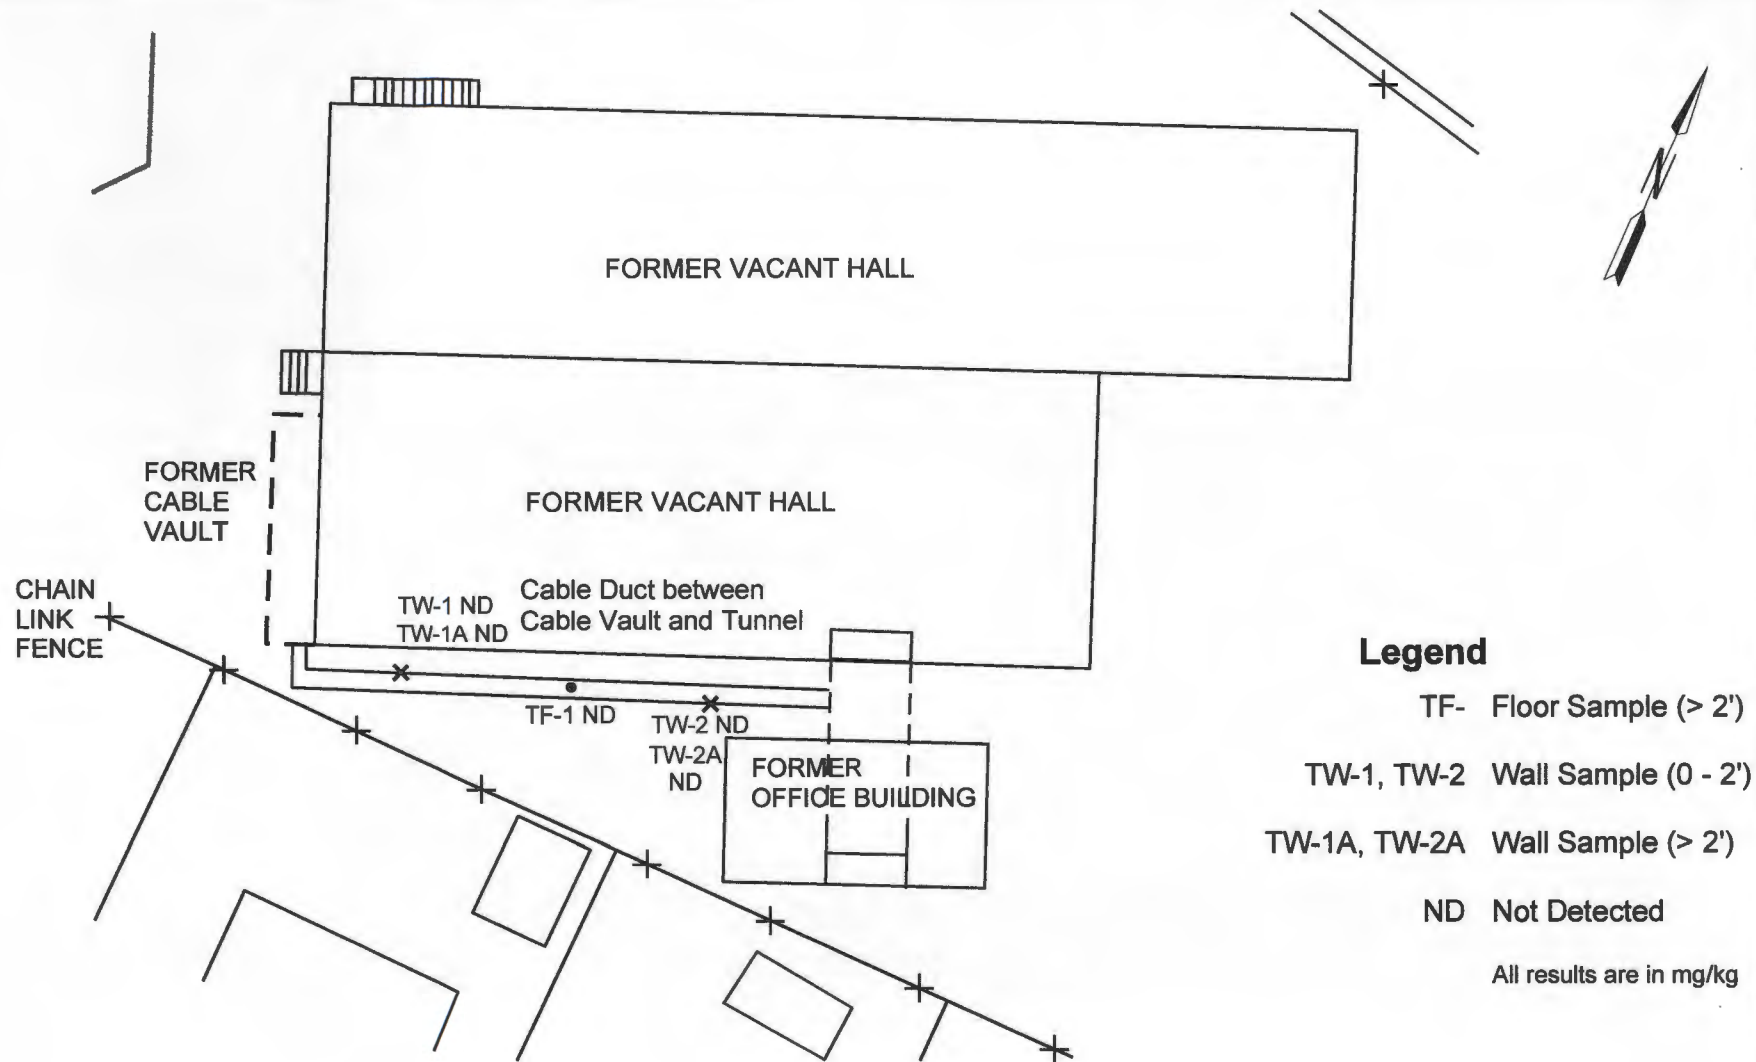 N
FORMER VACANT HALL
FORMER
CABLE
VAULT
FORMER VACANT HALL
CHAIN
LINK
FENCE
TW-1 ND
TW-1A ND
Cable Duct between
Cable Vault and Tunnel
TF-1 ND
TW-2 ND
TW-2A
ND
FORMER
OFFICE BUILDING
Legend
TF- Floor Sample (> 2')
TW-1, TW-2 Wall Sample (0 - 2')
TW-1A, TW-2A Wall Sample (> 2')
ND Not Detected
All results are in mg/kg